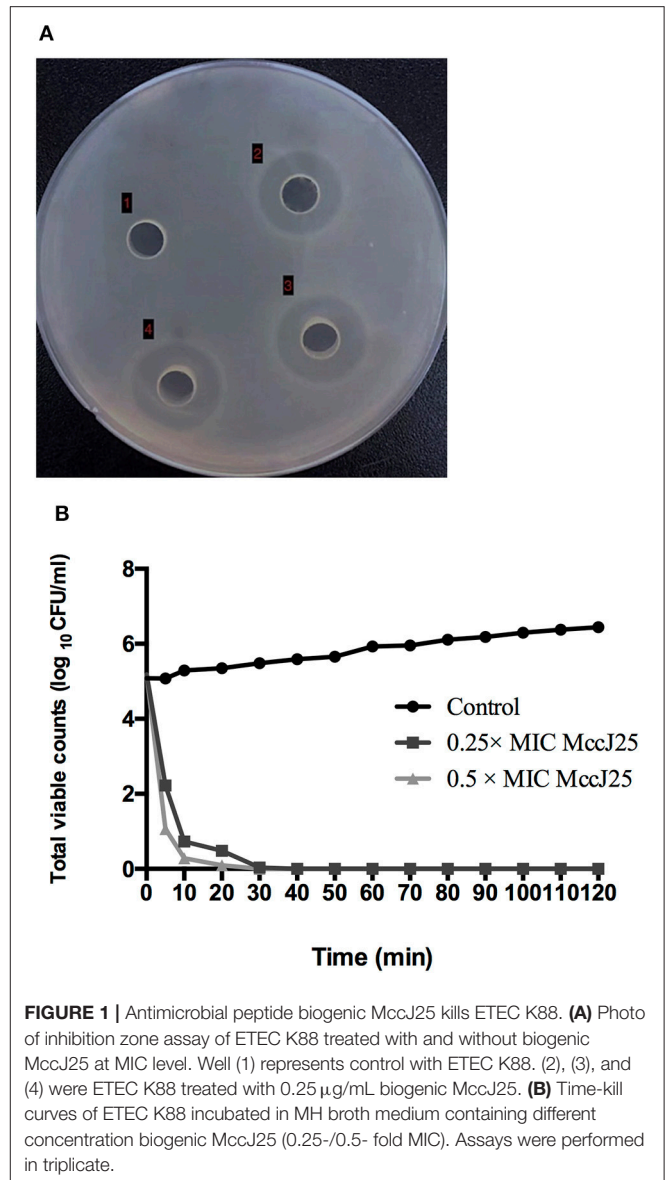 A
1
2
3
4
B
Total viable counts (log 10 CFU/ml)
8
6
4
2
0
Control
0.25× MIC MccJ25
0.5 × MIC MccJ25
0 10 20 30 40 50 60 70 80 90 100 110 120
Time (min)
FIGURE 1 | Antimicrobial peptide biogenic MccJ25 kills ETEC K88. (A) Photo
of inhibition zone assay of ETEC K88 treated with and without biogenic
MccJ25 at MIC level. Well (1) represents control with ETEC K88. (2), (3), and
(4) were ETEC K88 treated with 0.25 μg/mL biogenic MccJ25. (B) Time-kill
curves of ETEC K88 incubated in MH broth medium containing different
concentration biogenic MccJ25 (0.25-/0.5- fold MIC). Assays were performed
in triplicate.